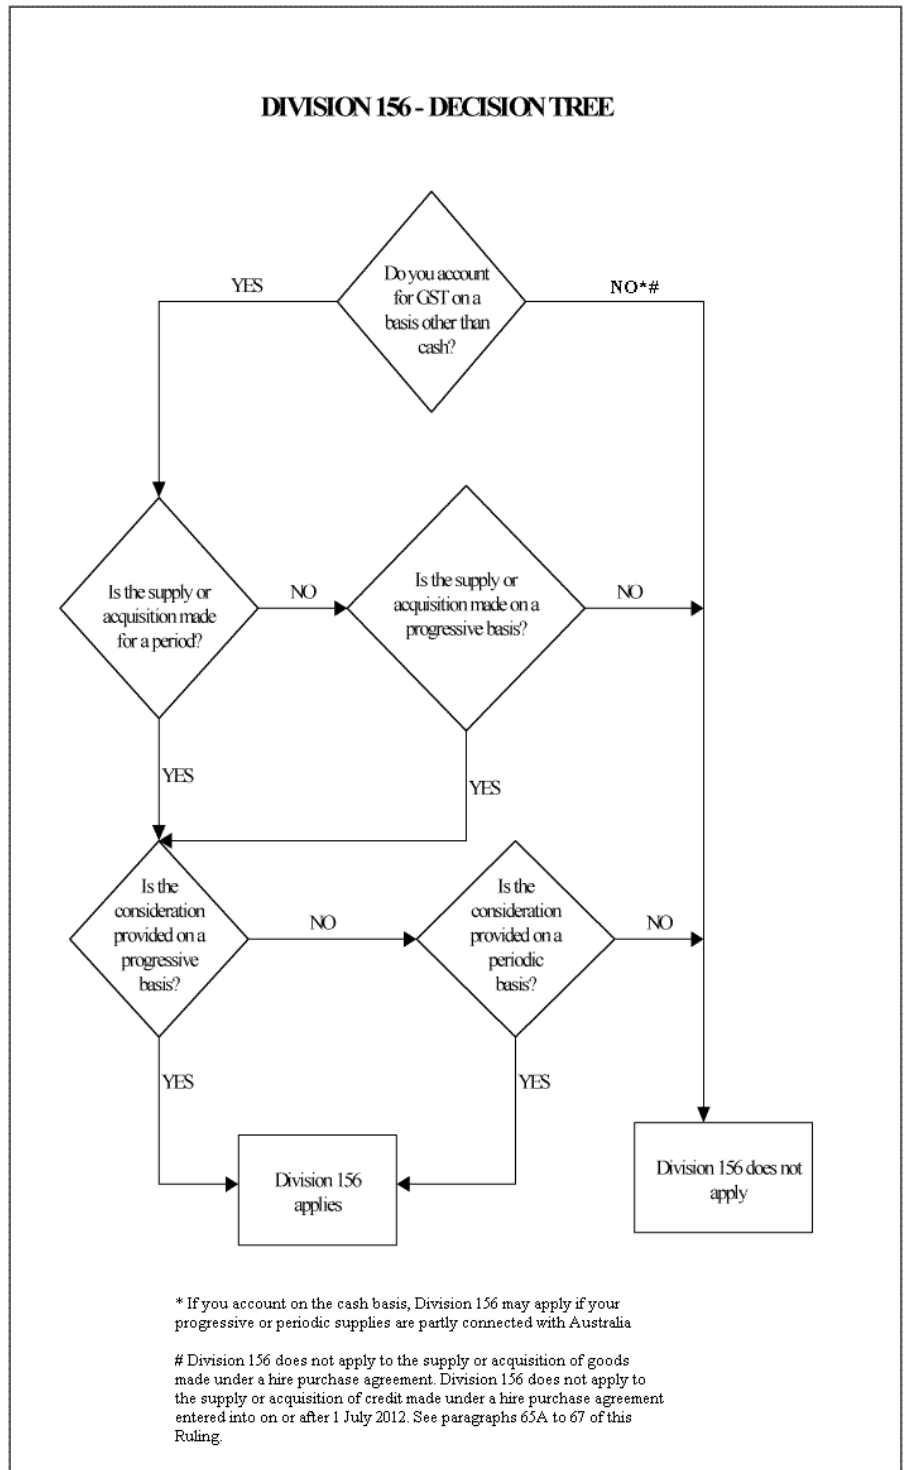 DIVISION 156 - DECISION TREE
Do you account
for GST on a
basis other than
cash?
YES
NO*#
Is the supply or
acquisition made
for a period?
NO
Is the supply or
acquisition made on a
progressive basis?
NO
YES
YES
Is the
consideration
provided on a
progressive
basis?
NO
Is the
consideration
provided on a
periodic
basis?
NO
YES
YES
Division 156
applies
Division 156 does not
apply
* If you account on the cash basis, Division 156 may apply if your
progressive or periodic supplies are partly connected with Australia
# Division 156 does not apply to the supply or acquisition of goods
made under a hire purchase agreement. Division 156 does not apply to
the supply or acquisition of credit made under a hire purchase agreement
entered into on or after 1 July 2012. See paragraphs 65A to 67 of this
Ruling.